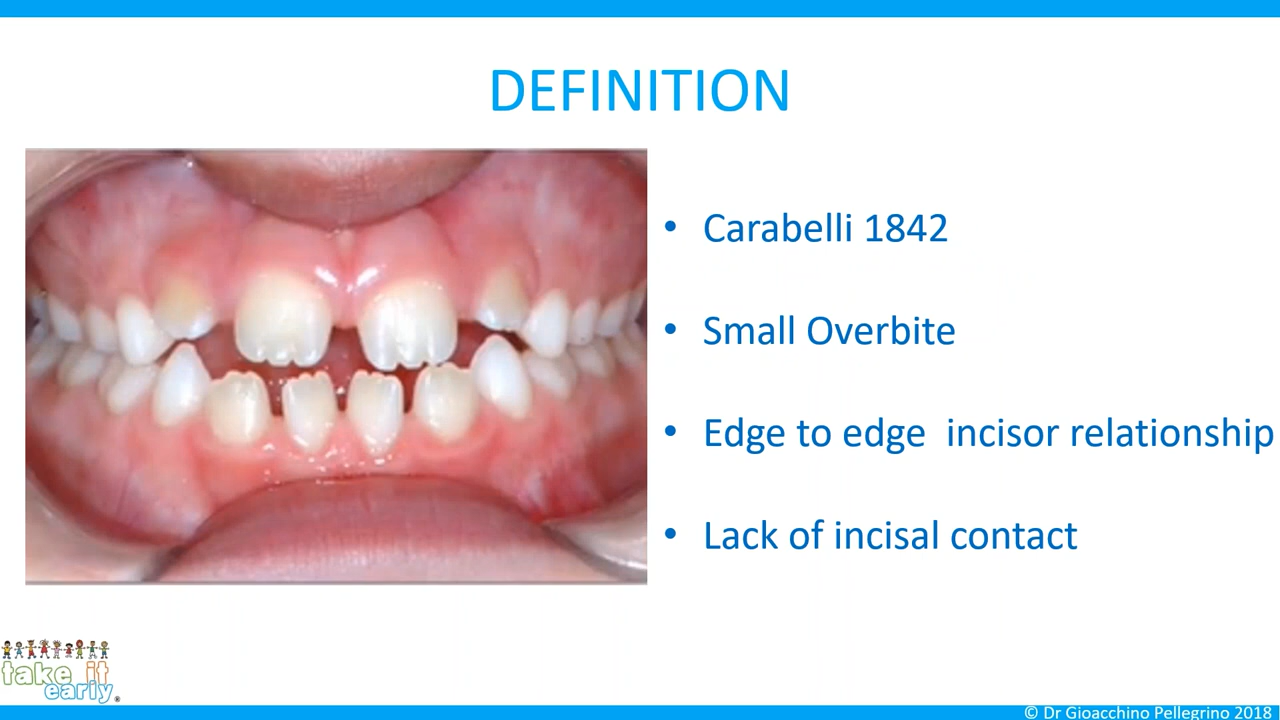 DEFINITION
• Carabelli 1842
• Small Overbite
• Edge to edge  incisor relationship
• Lack of incisal contact
take it
early®
© Dr Gioacchino Pellegrino 2018